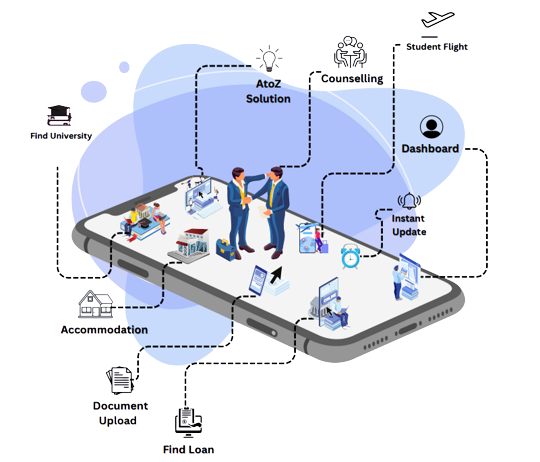 Student Flight
AtoZ
Solution
Counselling
Find University
Dashboard
Instant
Update
Accommodation
Document
Upload
Find Loan